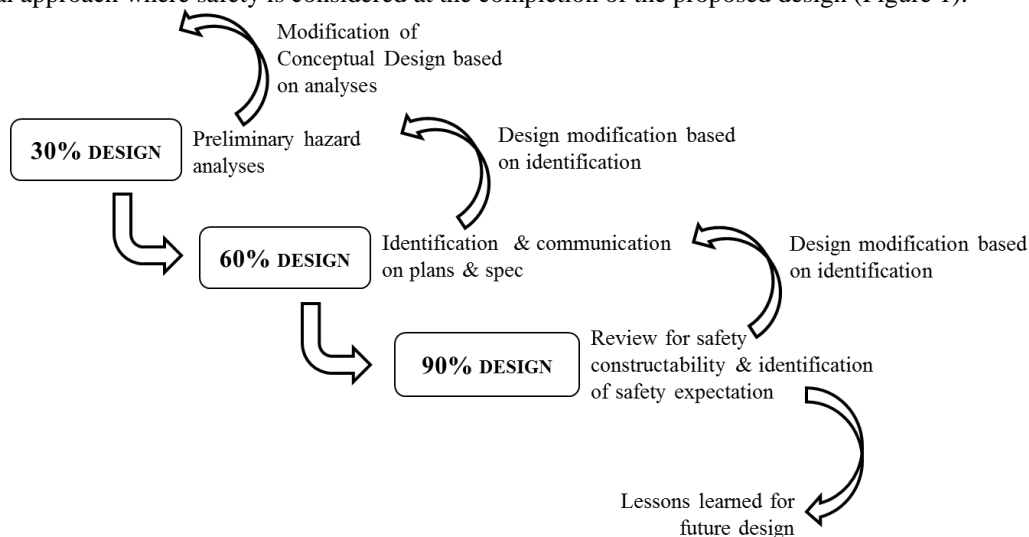 al approach where safety is considered at the completion of the proposed design (Figure 1).
Modification of
Conceptual Design based
on analyses
30% DESIGN
Preliminary hazard
analyses
Design modification based
on identification
60% DESIGN
Identification & communication
on plans & spec
Design modification based
on identification
90% DESIGN
Review for safety
constructability & identification
of safety expectation
Lessons learned for
future design